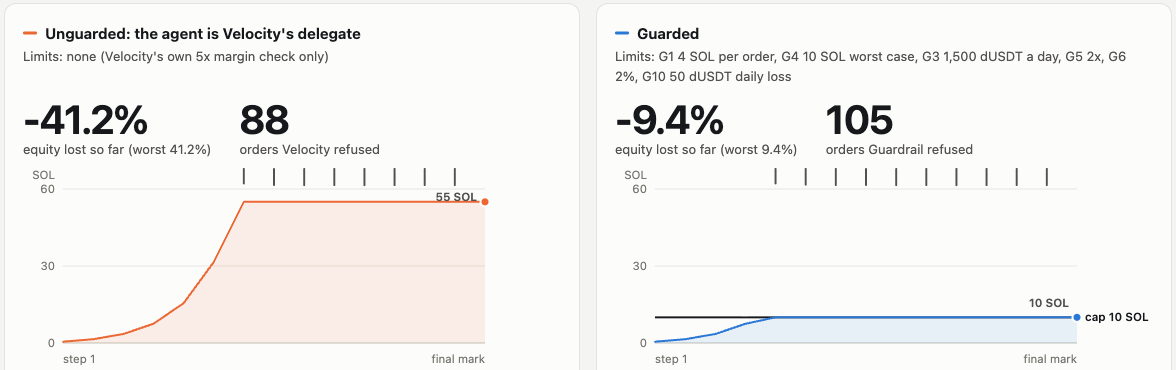 Unguarded: the agent is Velocity's delegate
Limits: none (Velocity's own 5x margin check only)
-41.2%
equity lost so far (worst 41.2%)
88
orders Velocity refused
SOL
60
55 SOL
30
0
step 1
final mark
Guarded
Limits: G1 4 SOL per order, G4 10 SOL worst case, G3 1,500 dUSDT a day, G5 2x, G6
2%, G10 50 dUSDT daily loss
-9.4%
equity lost so far (worst 9.4%)
105
orders Guardrail refused
SOL
60
30
10 SOL
cap 10 SOL
0
step 1
final mark